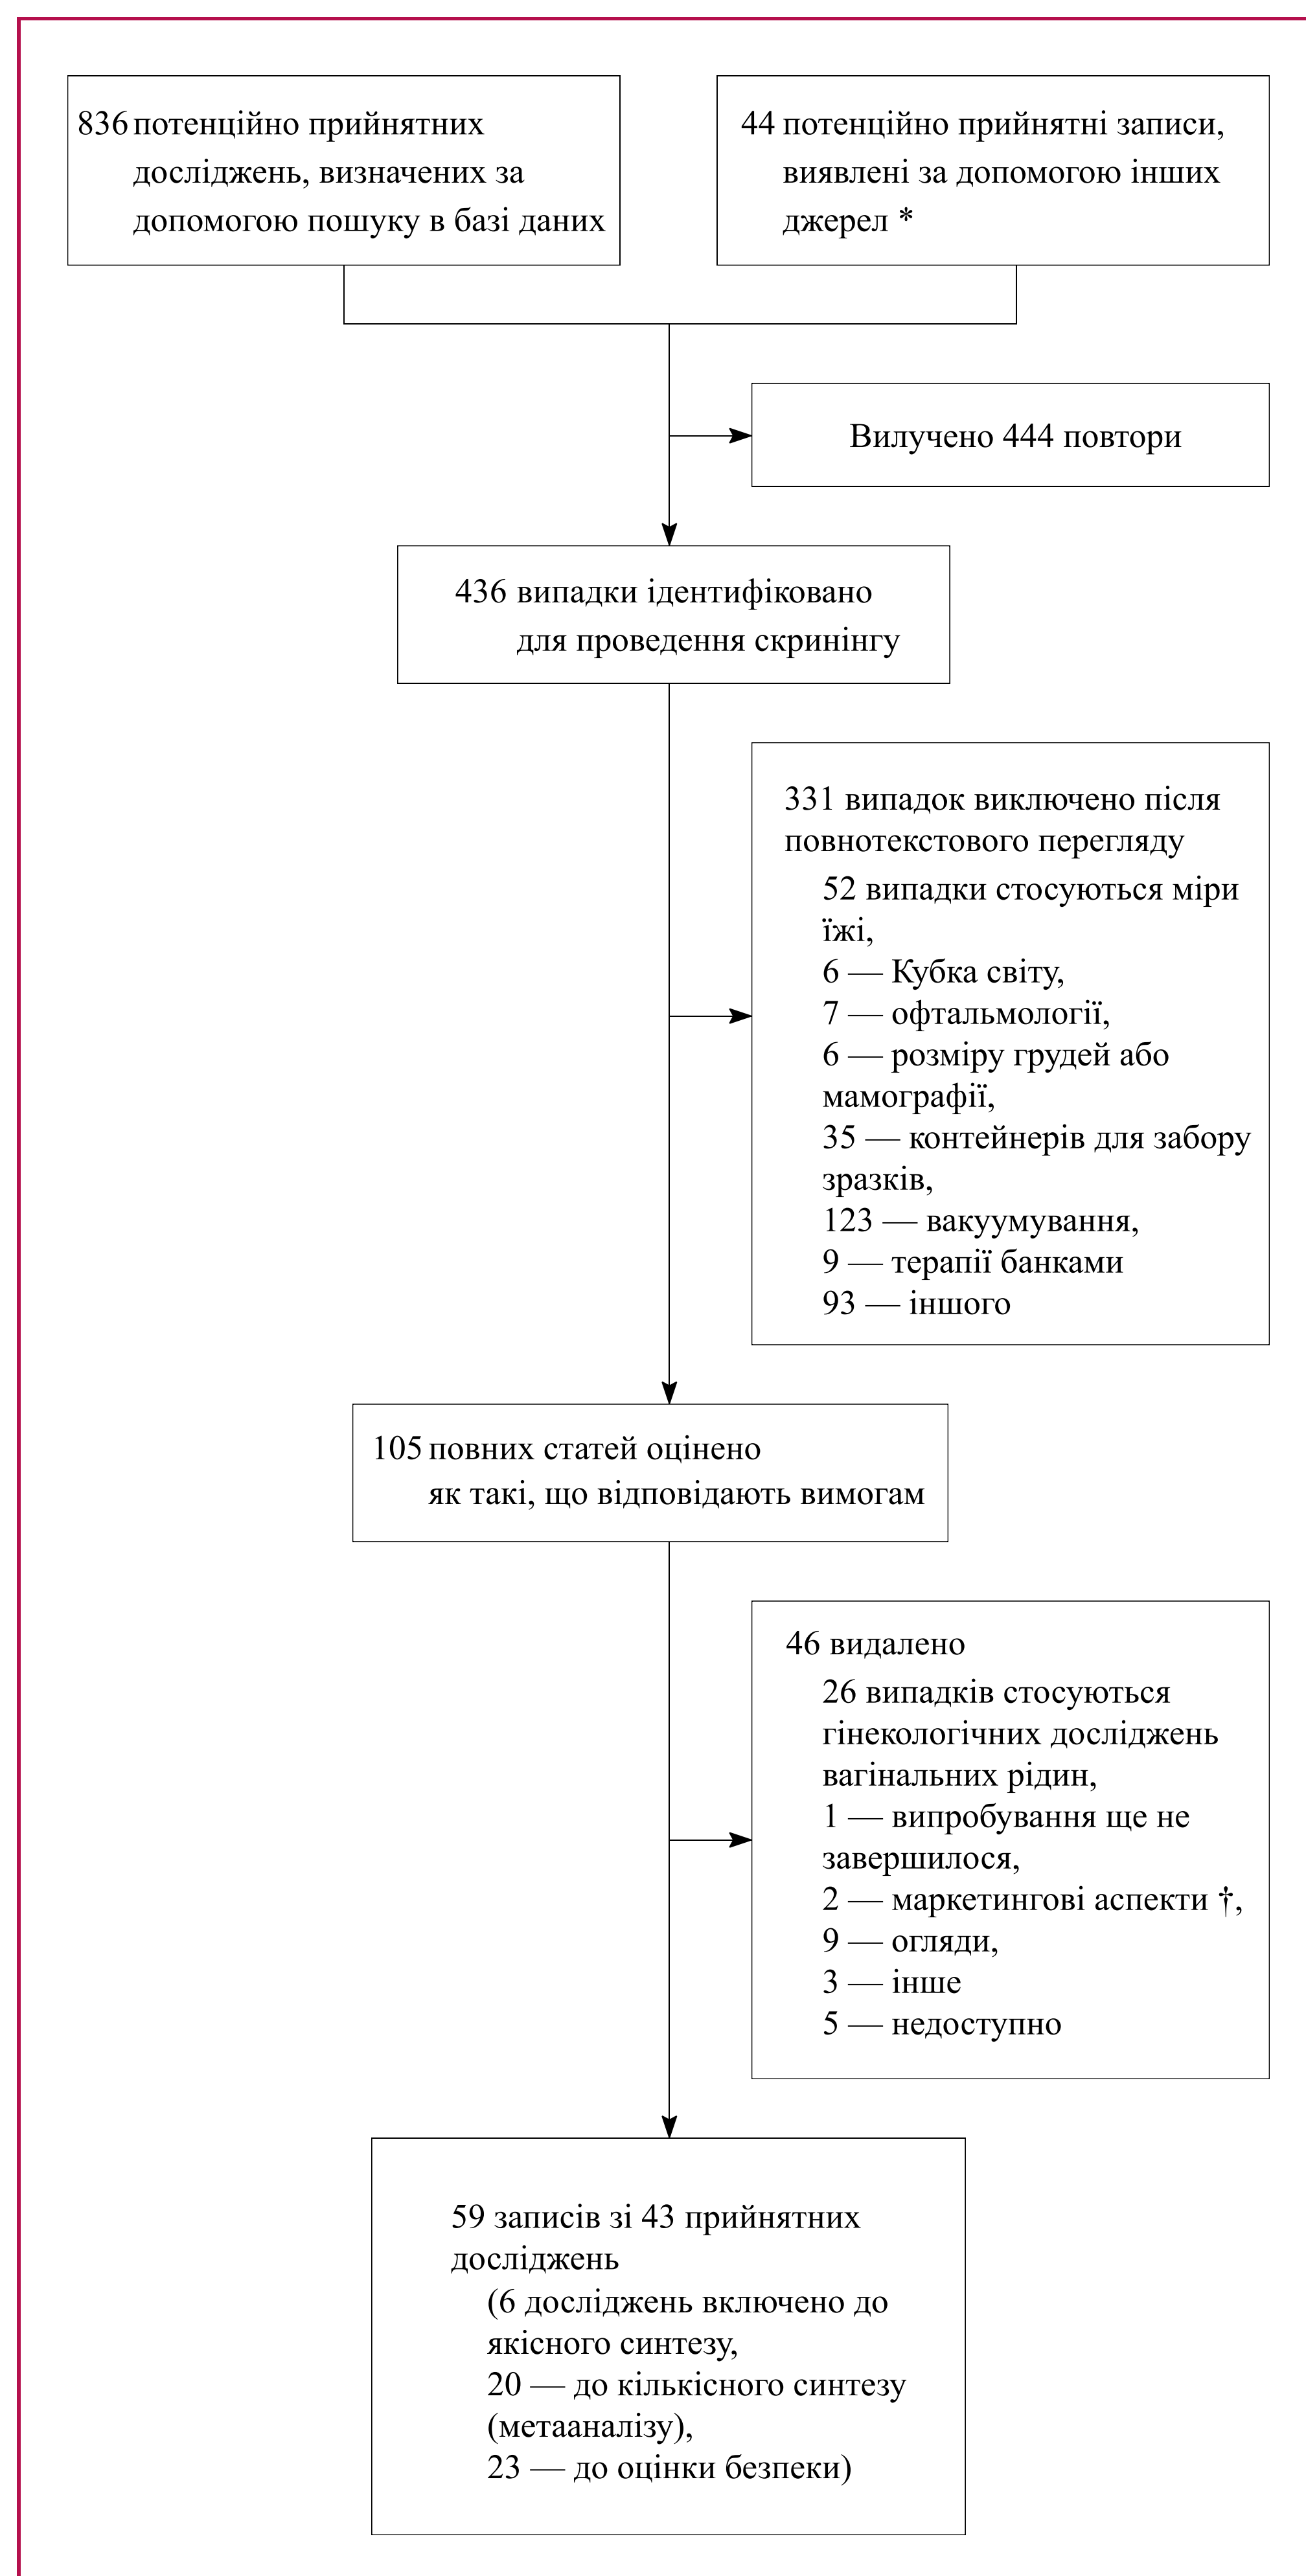 836 потенційно прийнятних
досліджень, визначених за
допомогою пошуку в базі даних
44 потенційно прийнятні записи,
виявлені за допомогою інших
джерел *
Вилучено 444 повтори
436 випадки ідентифіковано
для проведення скринінгу
331 випадок виключено після
повнотекстового перегляду
52 випадки стосуються міри
їжі,
6 — Кубка світу,
7 — офтальмології,
6 — розміру грудей або
мамографії,
35 — контейнерів для забору
зразків,
123 — вакуумування,
9 — терапії банками
93 — іншого
105 повних статей оцінено
як такі, що відповідають вимогам
46 видалено
26 випадків стосуються
гінекологічних досліджень
вагінальних рідин,
1 — випробування ще не
завершилося,
2 — маркетингові аспекти †,
9 — огляди,
3 — інше
5 — недоступно
59 записів зі 43 прийнятних
досліджень
(6 досліджень включено до
якісного синтезу,
20 — до кількісного синтезу
(метааналізу),
23 — до оцінки безпеки)